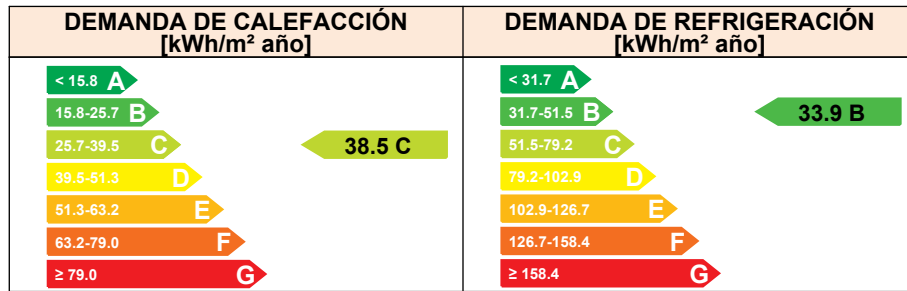 DEMANDA DE CALEFACCIÓN
[kWh/m² año]
< 15.8 A
15.8-25.7 B
25.7-39.5 C
38.5 C
39.5-51.3 D
51.3-63.2 E
63.2-79.0 F
≥ 79.0 G
DEMANDA DE REFRIGERACIÓN
[kWh/m² año]
< 31.7 A
31.7-51.5 B
33.9 B
51.5-79.2 C
79.2-102.9 D
102.9-126.7 E
126.7-158.4 F
≥ 158.4 G